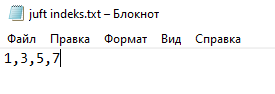 juft indeks.txt – Блокнот
Файл Правка Формат Вид Справка
1,3,5,7